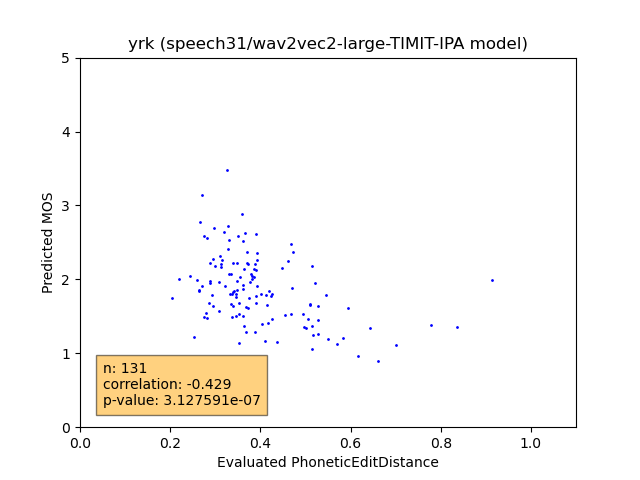 yrk (speech31/wav2vec2-large-TIMIT-IPA model)
5
4
3
2
1
0
Predicted MOS
n: 131
correlation: -0.429
p-value: 3.127591e-07
0.0 0.2 0.4 0.6 0.8 1.0
Evaluated PhoneticEditDistance